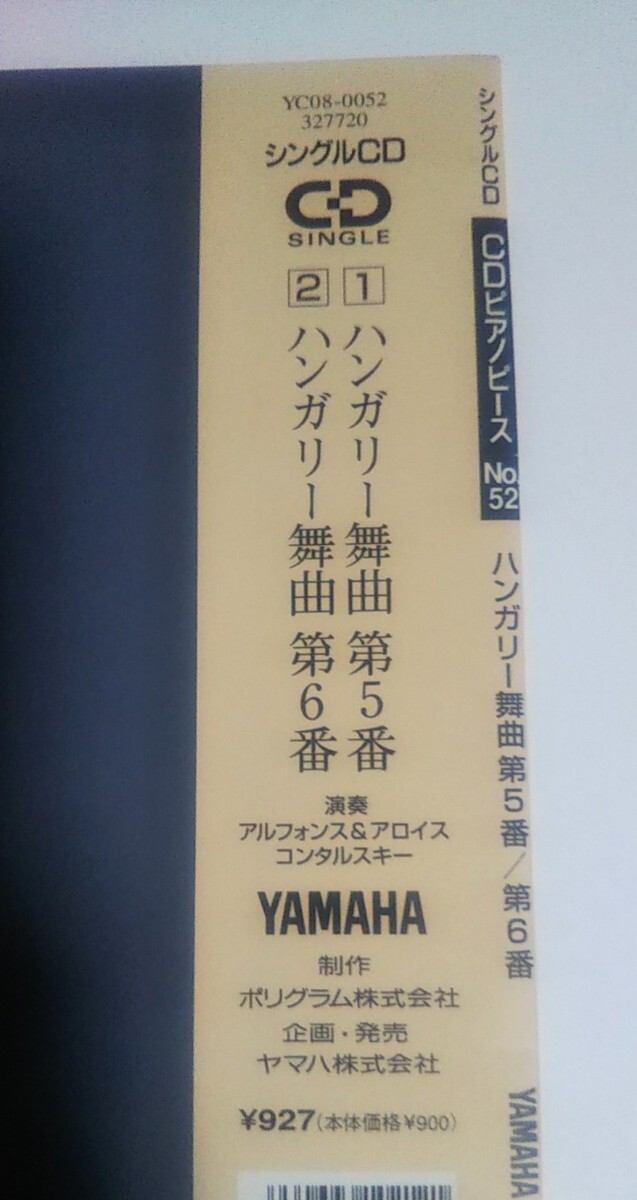 YC08-0052
327720
シングルCD
CD
SINGLE
1 ハンガリー舞曲 第5番
2 ハンガリー舞曲 第6番
演奏
アルフォンス&アロイス
コンタルスキー
YAMAHA
制作
ポリグラム株式会社
企画・発売
ヤマハ株式会社
¥927(本体価格¥900)
シングルCD
CDピアノピース
No.
52
ハンガリー舞曲 第5番/第6番
YAMAHA